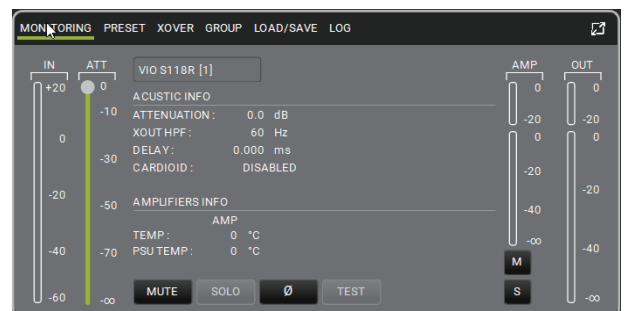 MONITORING PRESET XOVER GROUP LOAD/SAVE LOG
IN ATT AMP OUT
VIO S118R [1]
+20 0 0 0
ACUSTIC INFO
-10 ATTENUATION : 0.0 dB -20 -20
XOUT HPF : 60 Hz
0 DELAY : 0.000 ms 0 0
-30 CARDIOID : DISABLED -20
-20 -50 AMPLIFIERS INFO -20
AMP -40
TEMP : 0 °C
-40 -70 PSU TEMP : 0 °C -∞ -40
M
-60 -∞ MUTE SOLO Ø TEST S -∞